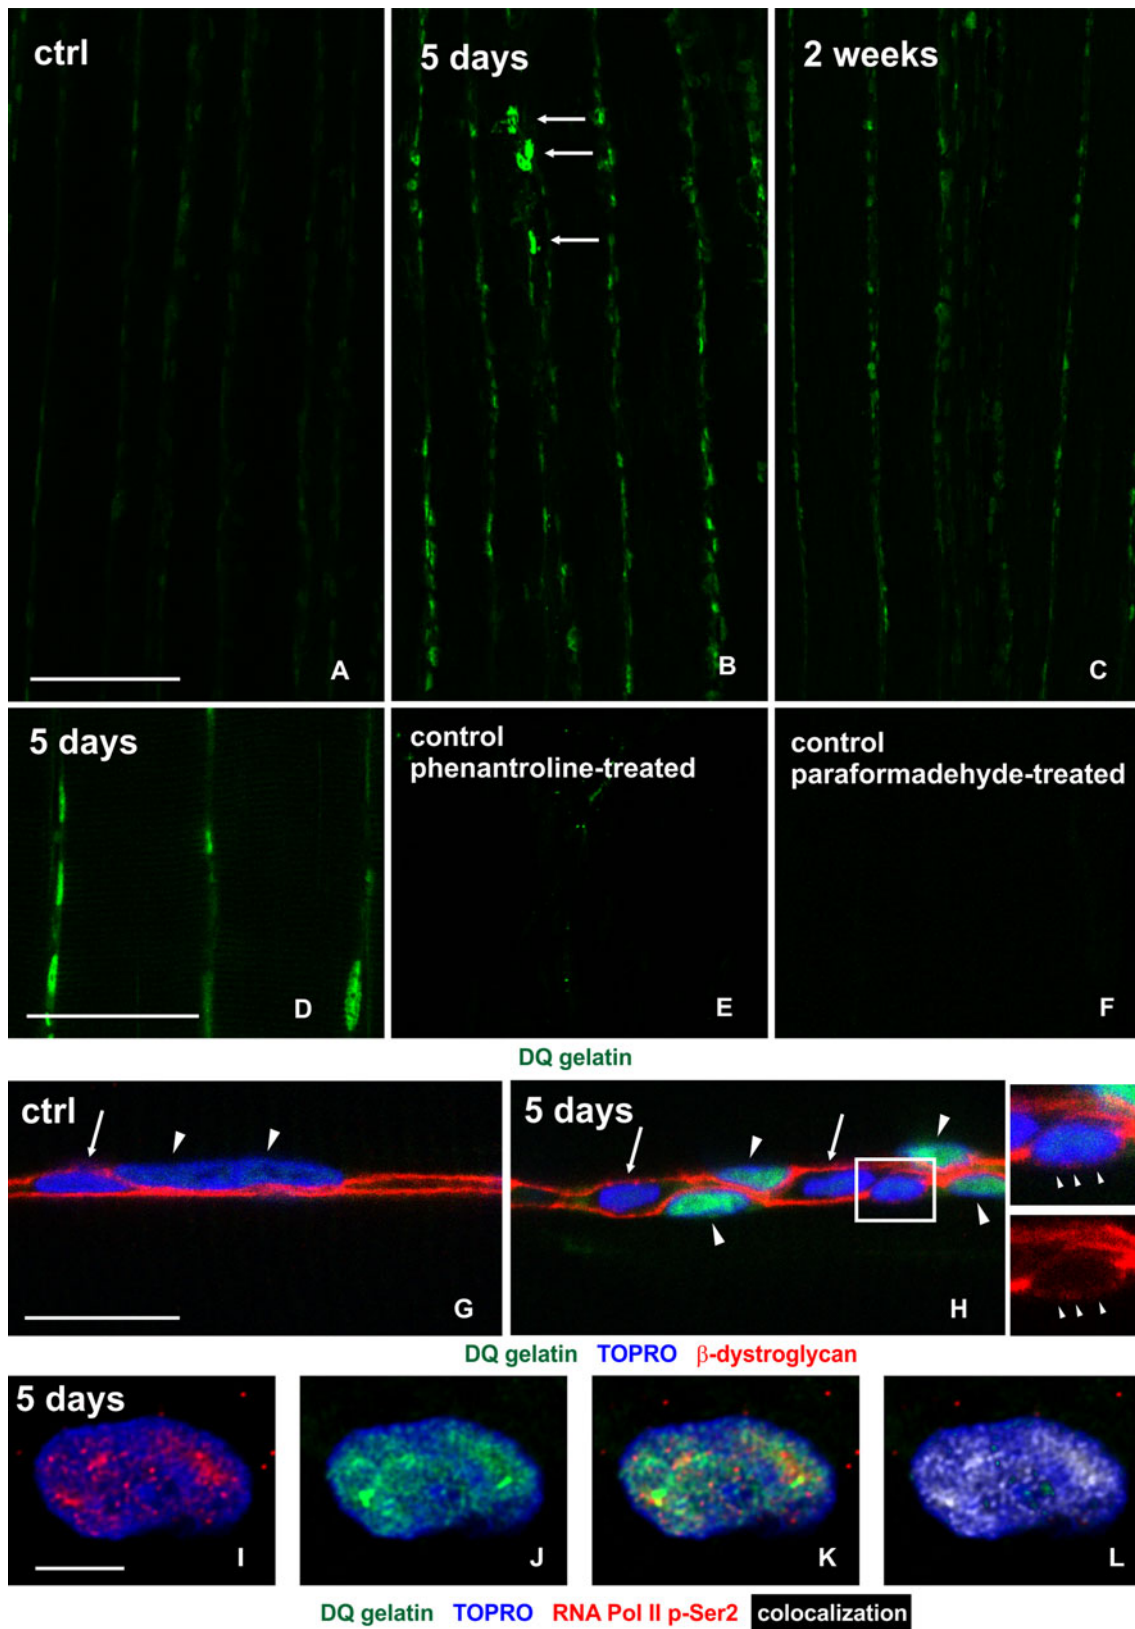 ctrl
5 days
2 weeks
A
B
C
5 days
control
phenantroline-treated
control
paraformadehyde-treated
D
E
F
DQ gelatin
ctrl
5 days
G
H
DQ gelatin TOPRO β-dystroglycan
5 days
I
J
K
L
DQ gelatin TOPRO RNA Pol II p-Ser2 colocalization